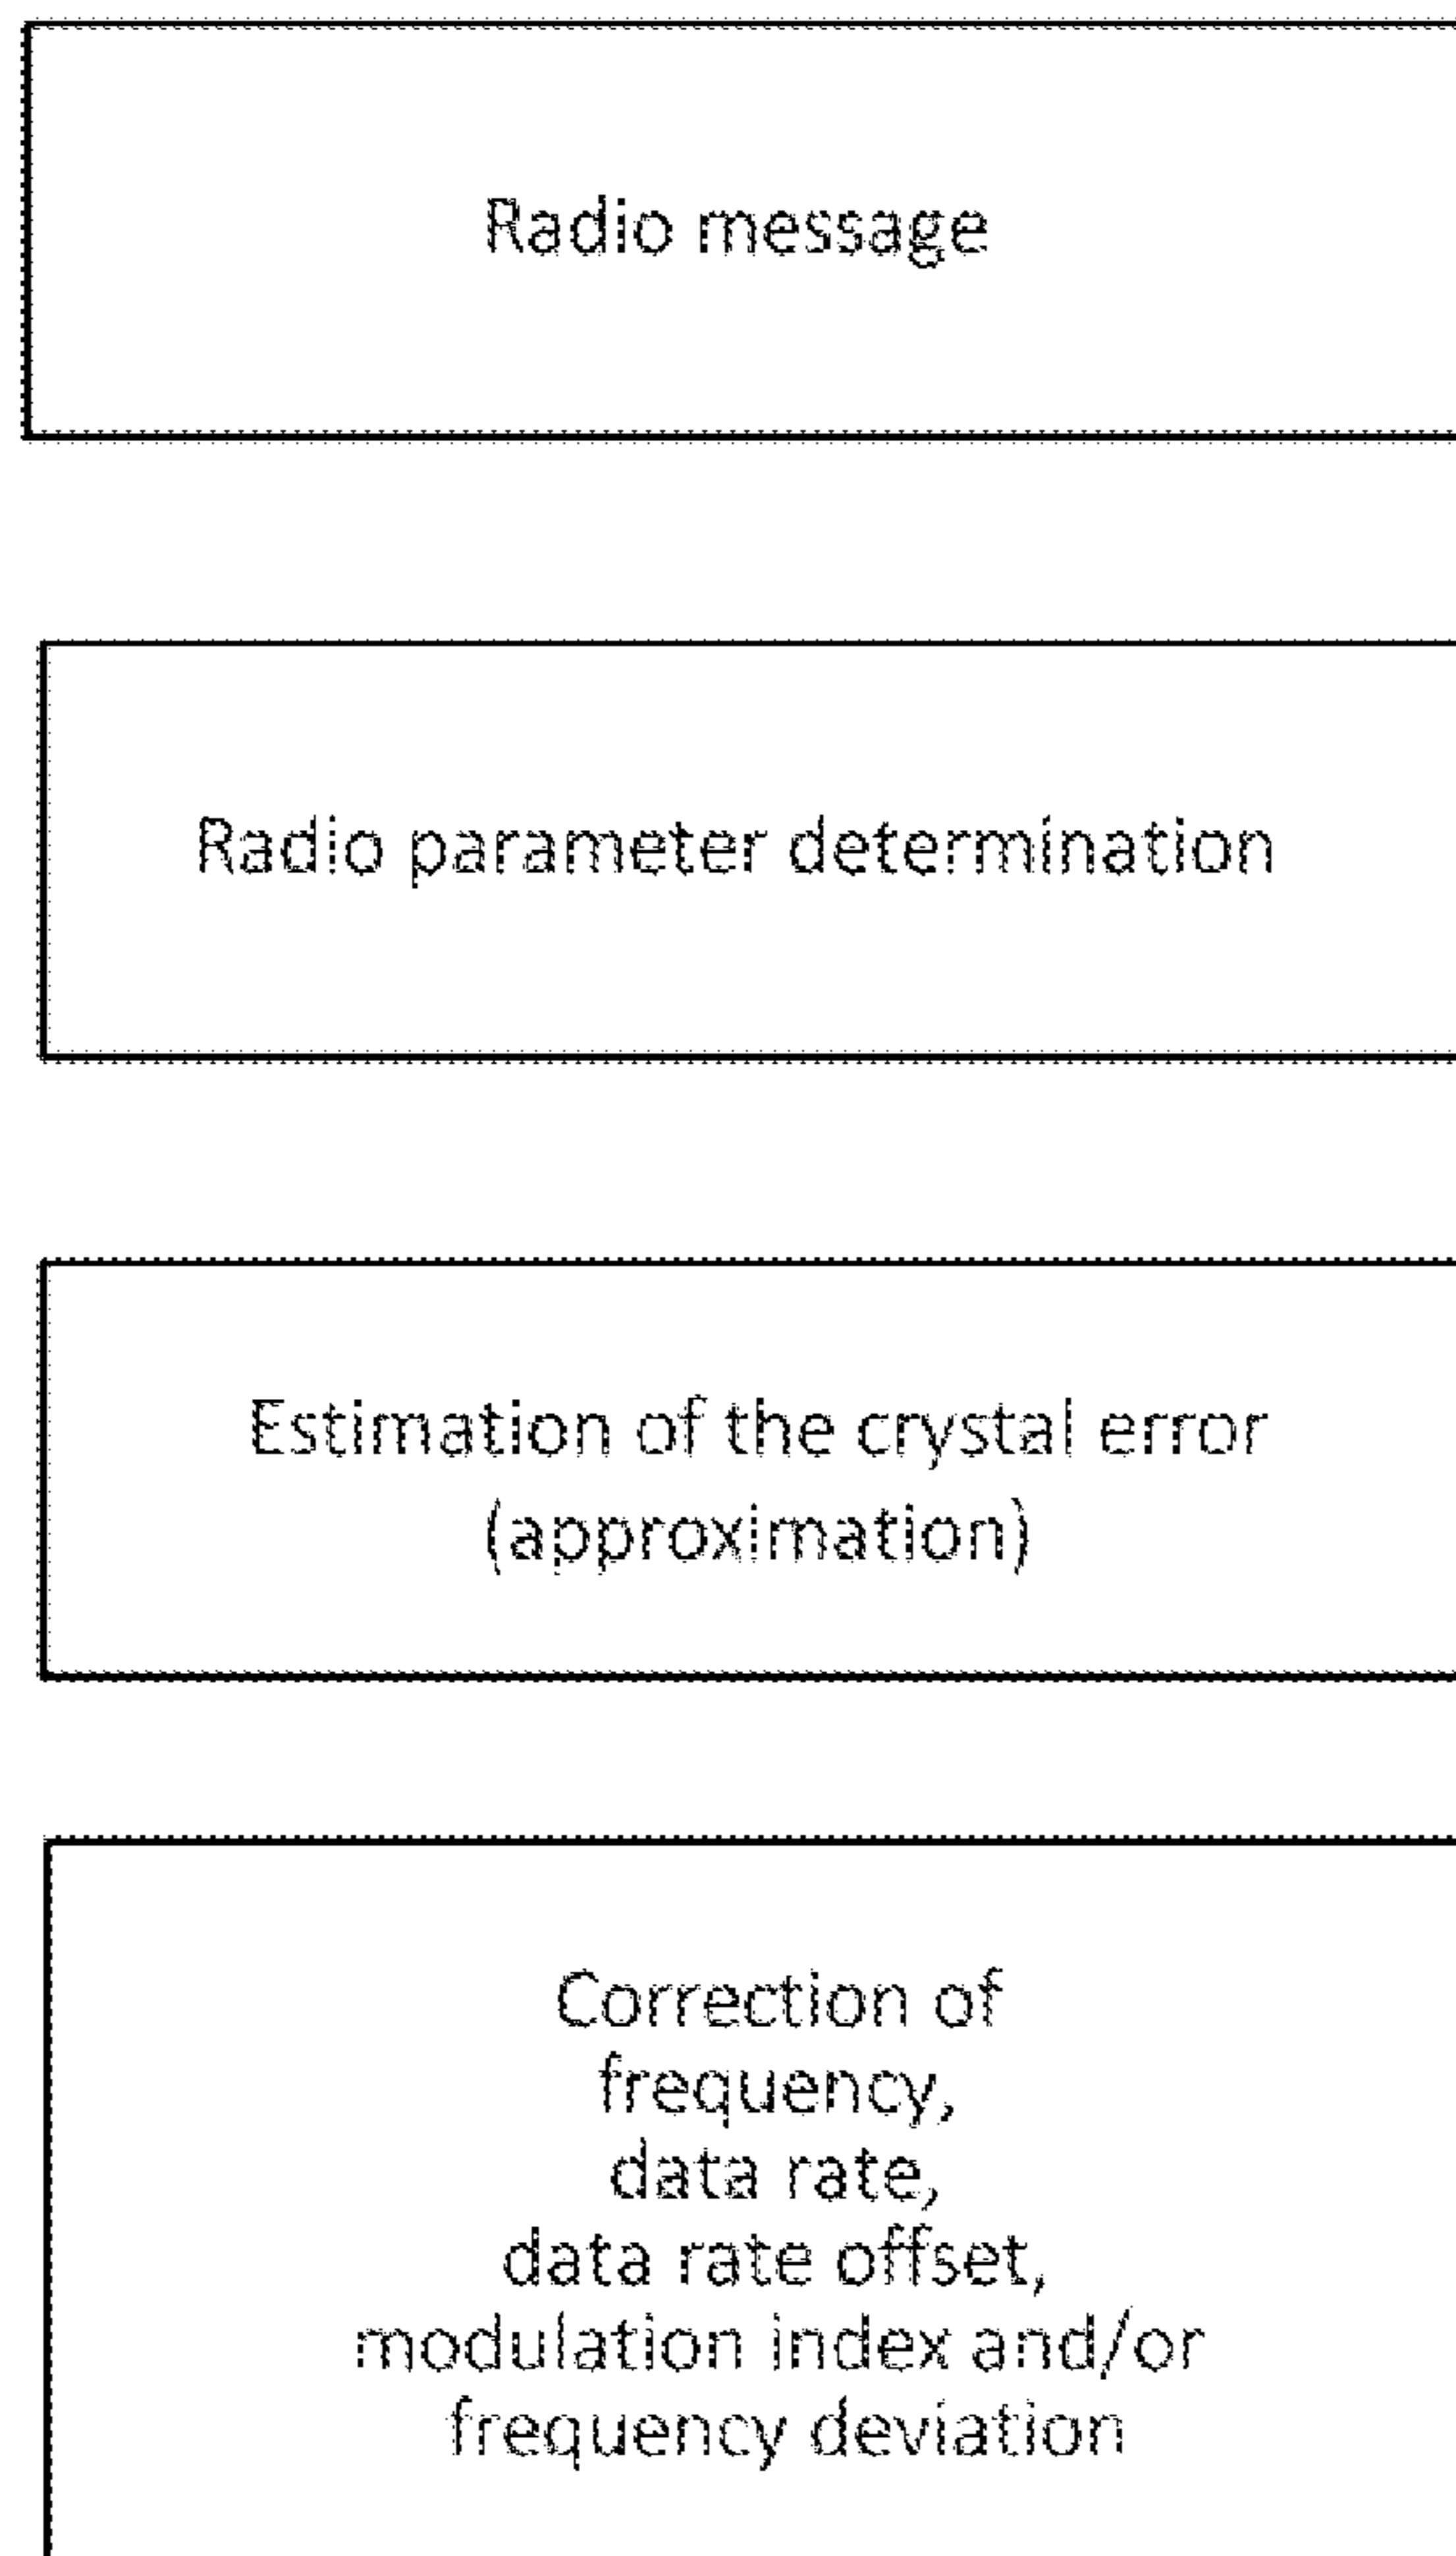 Radio message
Radio parameter determination
Estimation of the crystal error
(approximation)
Correction of
frequency,
data rate,
data rate offset,
modulation index and/or
frequency deviation